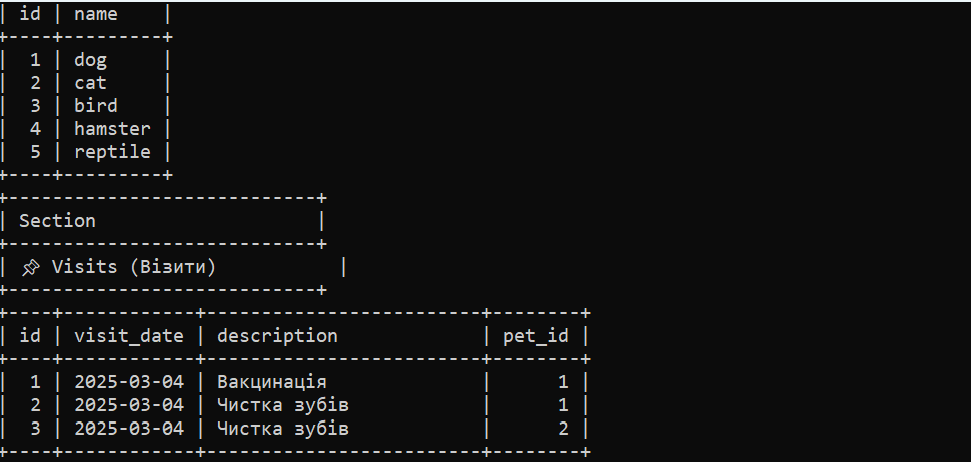 | id | name    |
+----+---------+
|  1 | dog     |
|  2 | cat     |
|  3 | bird    |
|  4 | hamster |
|  5 | reptile |
+----+---------+
+---------------------------+
| Section                   |
+---------------------------+
| 📌 Visits (Візити)            |
+---------------------------+
+----+------------+-------------------------+--------+
| id | visit_date | description             | pet_id |
+----+------------+-------------------------+--------+
|  1 | 2025-03-04 | Вакцинація              |      1 |
|  2 | 2025-03-04 | Чистка зубів            |      1 |
|  3 | 2025-03-04 | Чистка зубів            |      2 |
+----+------------+-------------------------+--------+